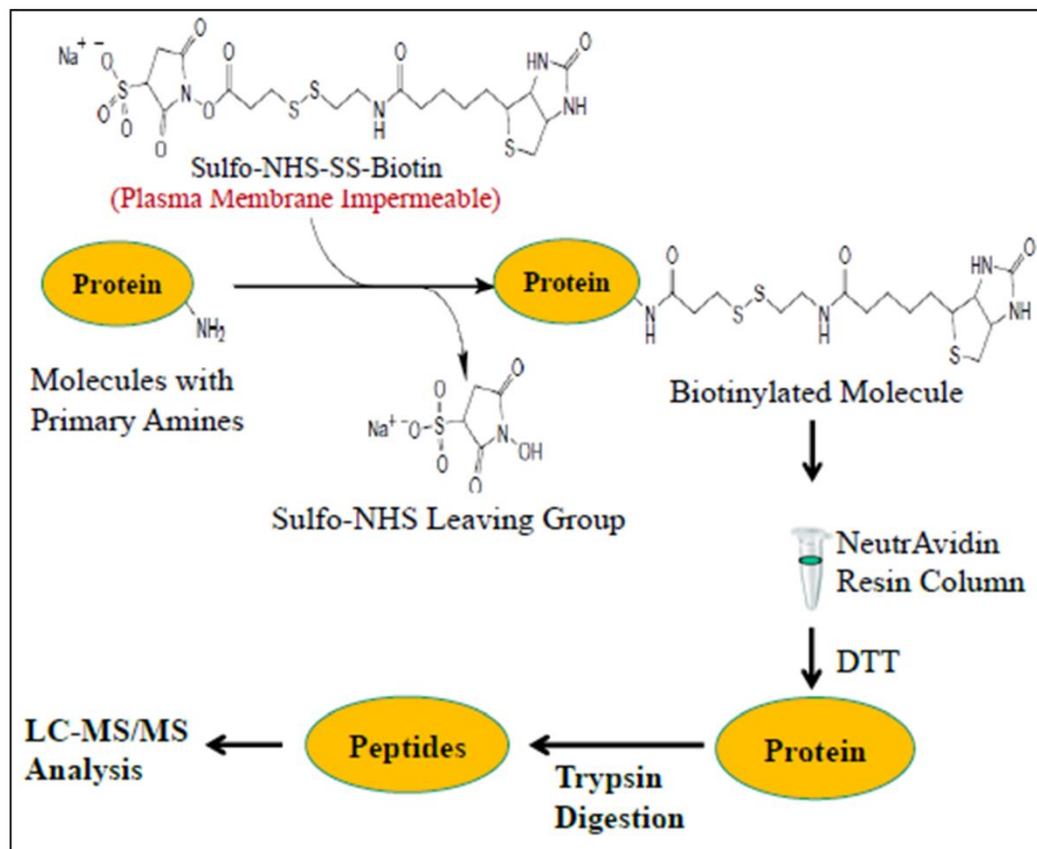 Sulfo-NHS-SS-Biotin
(Plasma Membrane Impermeable)
Protein
NH2
Molecules with
Primary Amines
Protein
Biotinylated Molecule
Sulfo-NHS Leaving Group
NeutrAvidin
Resin Column
DTT
Protein
Trypsin
Digestion
Peptides
LC-MS/MS
Analysis
Na+
-O
S
O
O
O
O
N
O
O
S
S
N
H
O
HN
NH
O
S
Na+
-O
S
O
O
O
O
N
OH
O
N
H
S
S
O
N
H
O
HN
NH
S